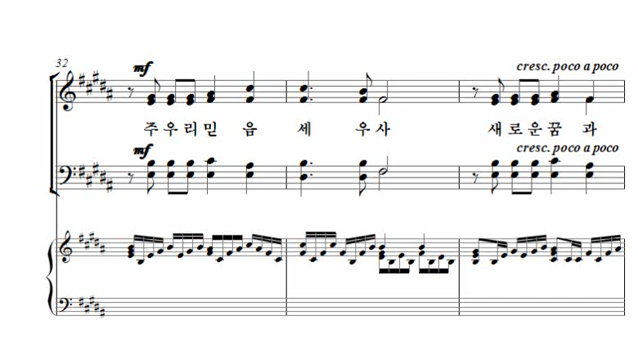 32
mf
cresc. poco a poco
주 우 리 믿 음 세 우 사 새 로 운 꿈 과
mf
cresc. poco a poco